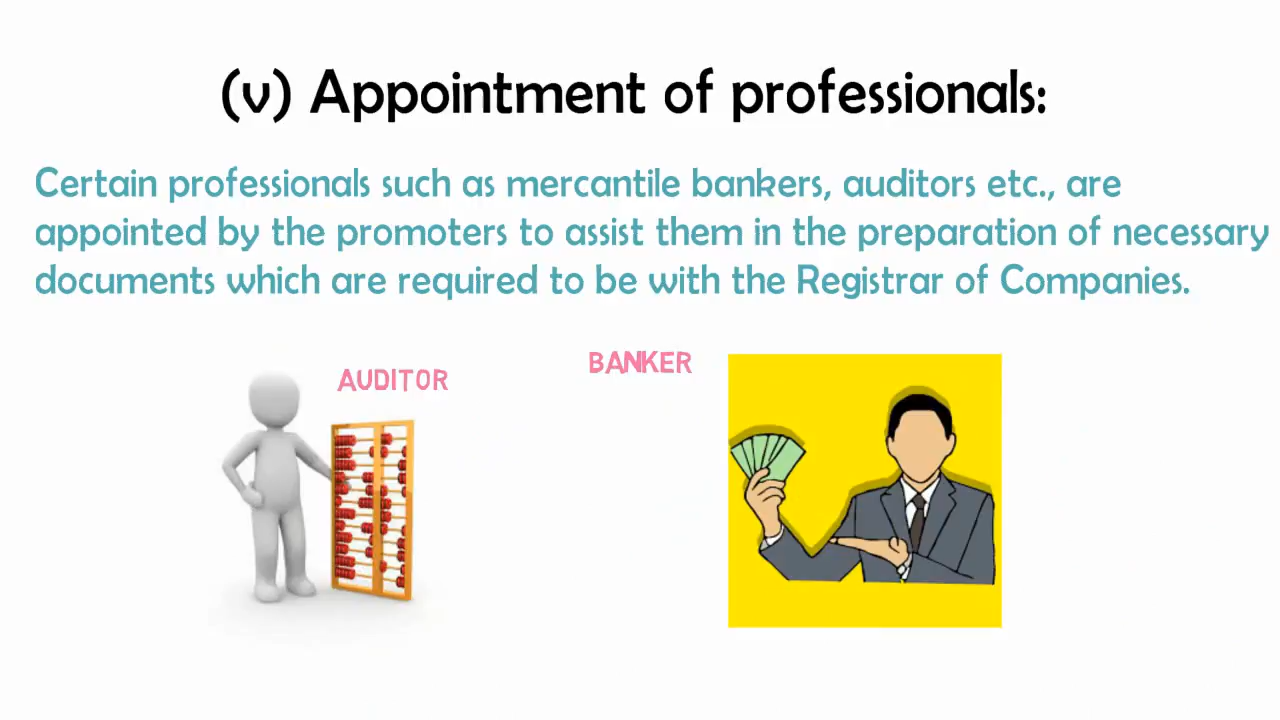 (v) Appointment of professionals:
Certain professionals such as mercantile bankers, auditors etc., are
appointed by the promoters to assist them in the preparation of necessary
documents which are required to be with the Registrar of Companies.
AUDITOR
BANKER